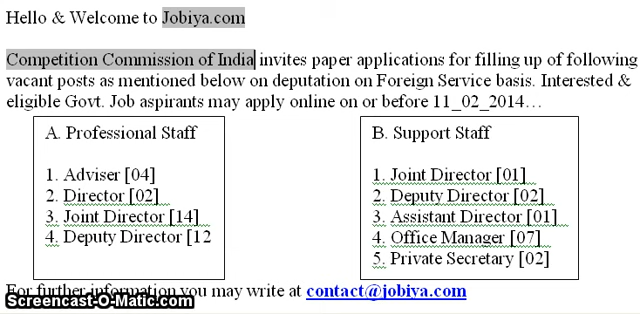 Hello & Welcome to Jobiya.com
Competition Commission of India invites paper applications for filling up of following
vacant posts as mentioned below on deputation on Foreign Service basis. Interested &
eligible Govt. Job aspirants may apply online on or before 11_02_2014…
A. Professional Staff
1. Adviser [04]
2. Director [02]
3. Joint Director [14]
4. Deputy Director [12
B. Support Staff
1. Joint Director [01]
2. Deputy Director [02]
3. Assistant Director [01]
4. Office Manager [07]
5. Private Secretary [02]
For further information you may write at contact@jobiya.com
Screencast-O-Matic.com